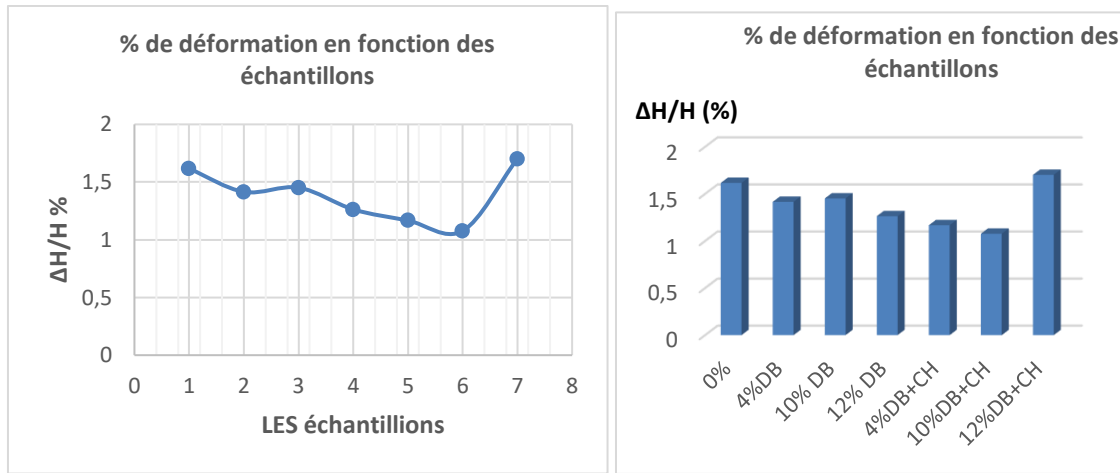 % de déformation en fonction des
échantillons
ΔH/H %
2
1,5
1
0,5
0
0 1 2 3 4 5 6 7 8
LES échantillions
% de déformation en fonction des
échantillons
ΔH/H (%)
2
1,5
1
0,5
0
0%
4%DB
10% DB
12% DB
4%DB+CH
10%DB+CH
12%DB+CH